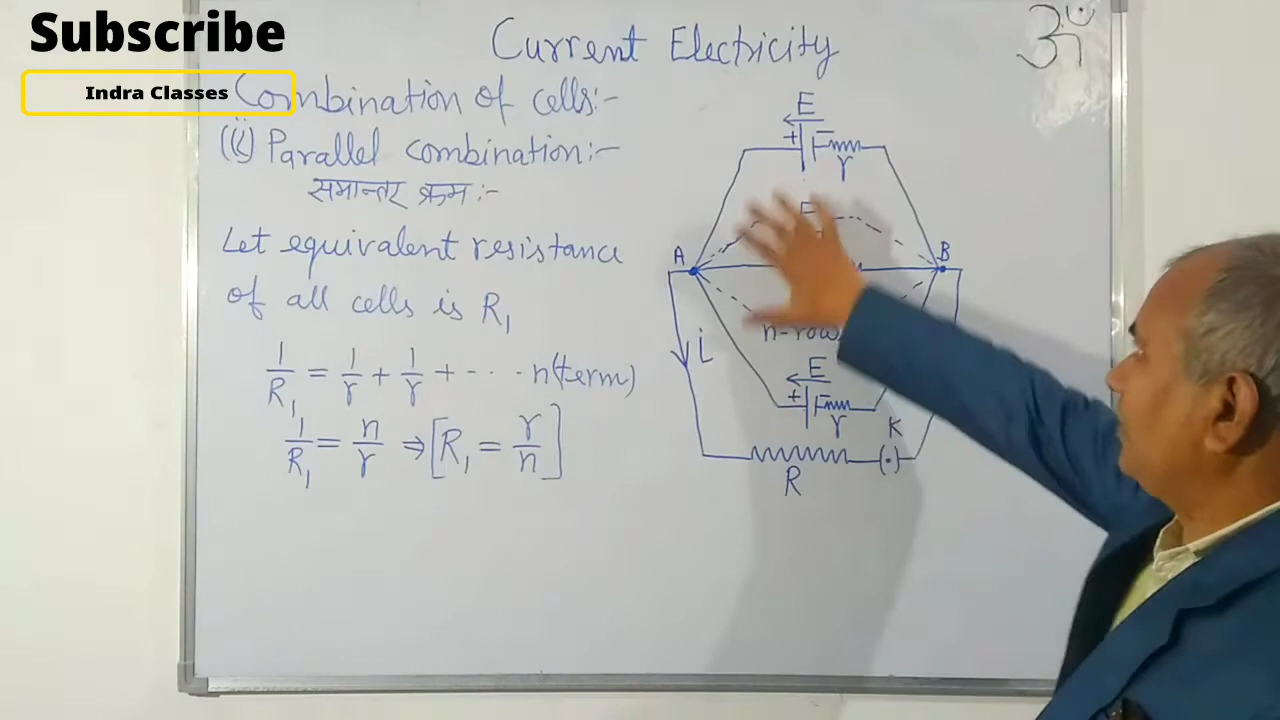 Subscribe
Indra Classes
Current Electricity
ॐ
Combination of cells:-
(ii) Parallel combination:-
समान्तर क्रम:-
Let equivalent resistance
of all cells is R₁
1/R₁ = 1/r + 1/r + - - - - n(term)
1/R₁ = n/r ⇒ [R₁ = r/n]
E
+ -
r
E
A
B
n-row
i
E
+ -
r
K
R